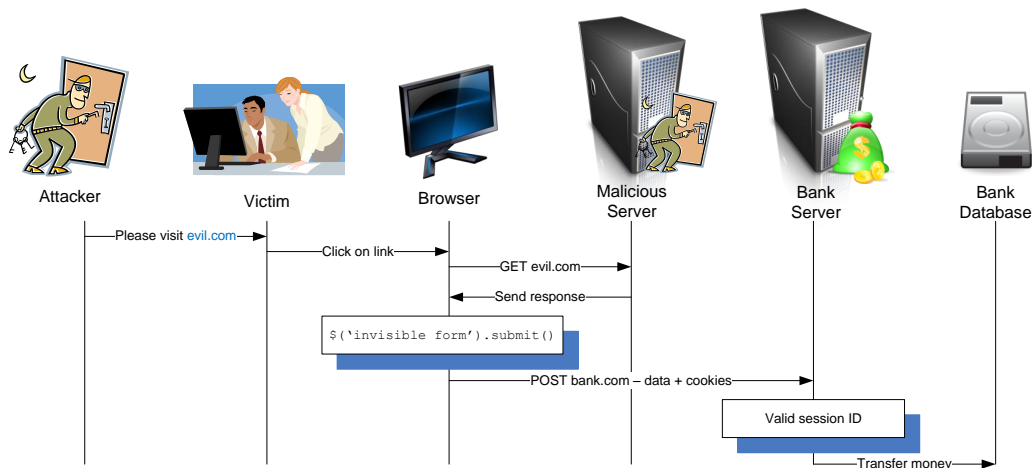 Attacker
Victim
Browser
Malicious
Server
Bank
Server
Bank
Database
Please visit evil.com
Click on link
GET evil.com
Send response
$(‘invisible form’).submit()
POST bank.com – data + cookies
Valid session ID
Transfer money